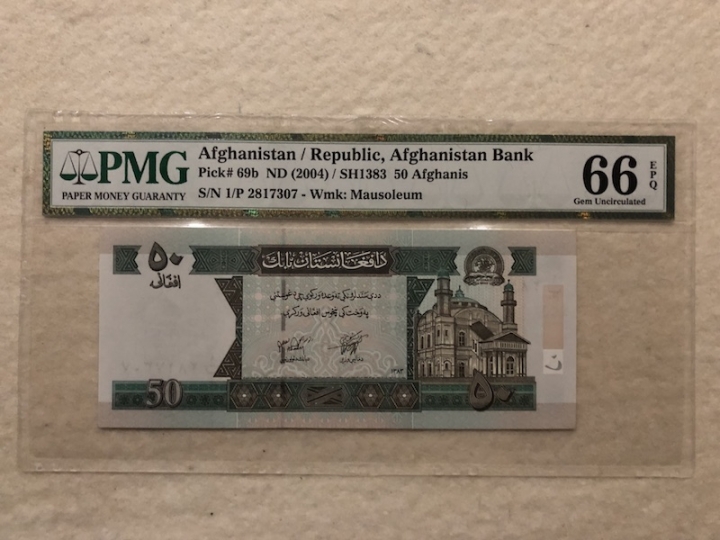 PMG
PAPER MONEY GUARANTY
Afghanistan / Republic, Afghanistan Bank
Pick# 69b ND (2004) / SH1383 50 Afghanis
S/N 1/P 2817307 - Wmk: Mausoleum
66 EPQ
Gem Uncirculated
۵۰
افغانی
دافغانستان بانک
50
۵۰